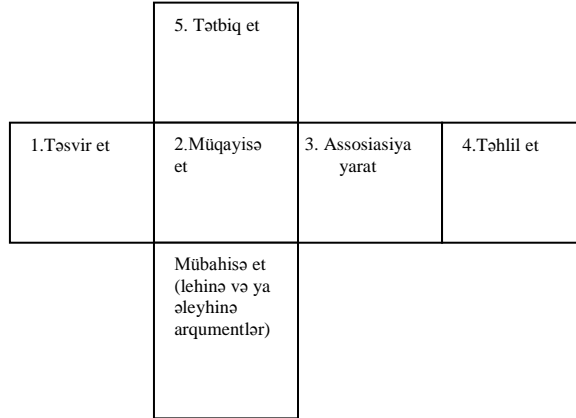 5. Tətbiq et
1.Təsvir et
2.Müqayisə
et
3. Assosiasiya
yarat
4.Təhlil et
Mübahisə et
(lehinə və ya
əleyhinə
arqumentlər)